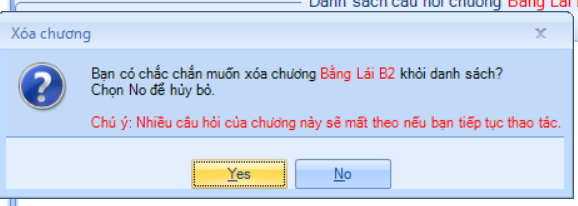 Danh sách câu hỏi chương Bằng Lái
Xóa chương
x
Bạn có chắc chắn muốn xóa chương Bằng Lái B2 khỏi danh sách?
Chọn No để hủy bỏ.
Chú ý: Nhiều câu hỏi của chương này sẽ mất theo nếu bạn tiếp tục thao tác.
Yes No